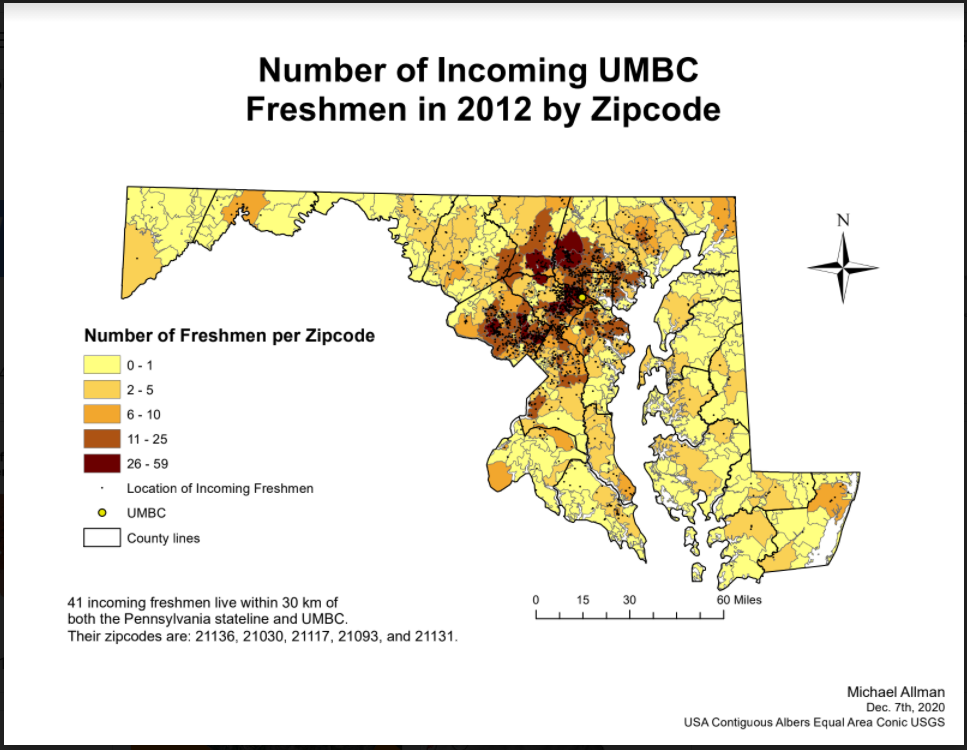 Number of Incoming UMBC
Freshmen in 2012 by Zipcode
N
Number of Freshmen per Zipcode
0 - 1
2 - 5
6 - 10
11 - 25
26 - 59
Location of Incoming Freshmen
UMBC
County lines
41 incoming freshmen live within 30 km of
both the Pennsylvania stateline and UMBC.
Their zipcodes are: 21136, 21030, 21117, 21093, and 21131.
0 15 30 60 Miles
Michael Allman
Dec. 7th, 2020
USA Contiguous Albers Equal Area Conic USGS